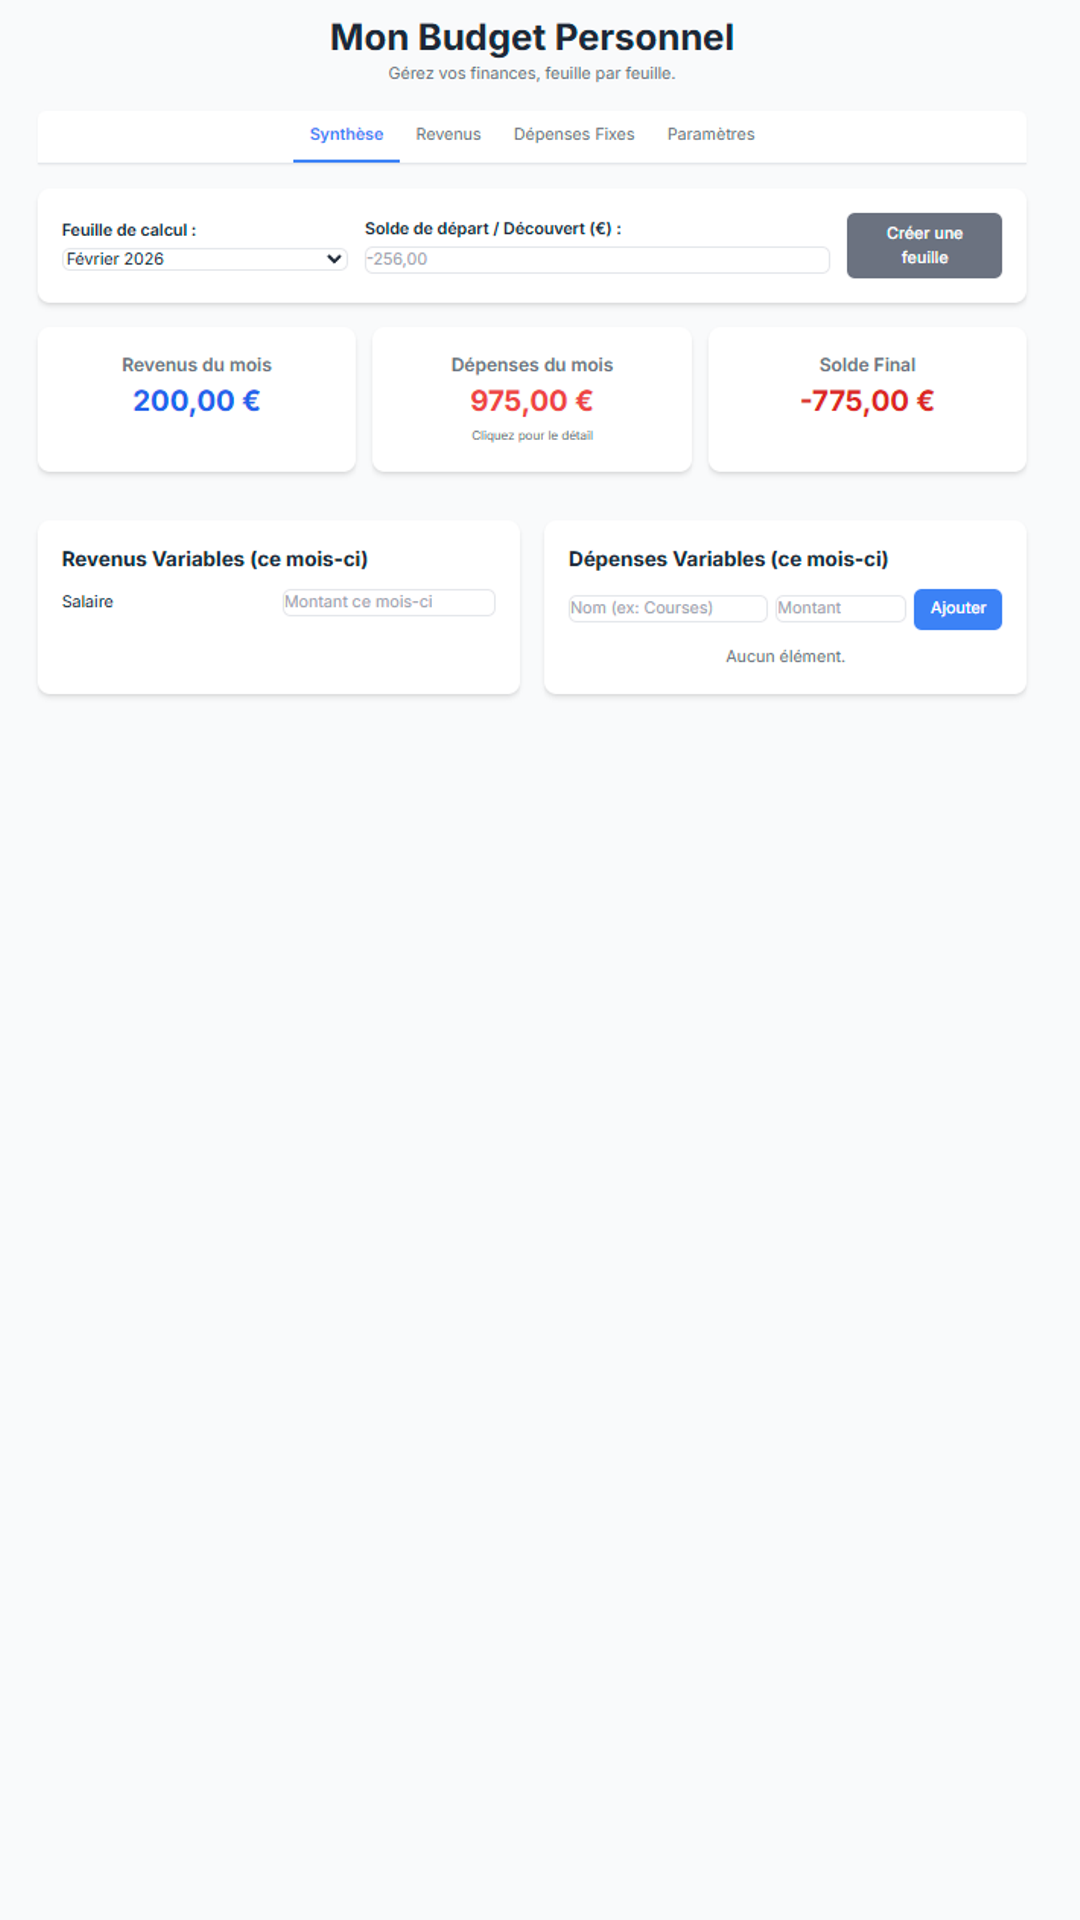 Mon Budget Personnel
Gérez vos finances, feuille par feuille.
Synthèse Revenus Dépenses Fixes Paramètres
Feuille de calcul :
Février 2026
Solde de départ / Découvert (€) :
-256,00
Créer une
feuille
Revenus du mois
200,00 €
Dépenses du mois
975,00 €
Cliquez pour le détail
Solde Final
-775,00 €
Revenus Variables (ce mois-ci)
Salaire Montant ce mois-ci
Dépenses Variables (ce mois-ci)
Nom (ex: Courses) Montant Ajouter
Aucun élément.